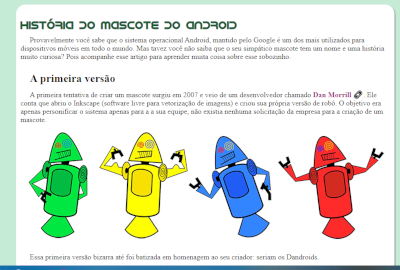 História do Mascote do Android
Provavelmente você sabe que o sistema operacional Android, mantido pelo Google é um dos mais utilizados para
dispositivos móveis em todo o mundo. Mas tavez você não saiba que o seu simpático mascote tem um nome e uma história
muito curiosa? Pois acompanhe esse artigo para aprender muita coisa sobre esse robozinho.
A primeira versão
A primeira tentativa de criar um mascote surgiu em 2007 e veio de um desenvolvedor chamado Dan Morrill. Ele
conta que abriu o Inkscape (software livre para vetorização de imagens) e criou sua própria versão de robô. O objetivo era
apenas personificar o sistema apenas para a a sua equipe, não existia nenhuma solicitação da empresa para a criação de um
mascote.
Essa primeira versão bizarra até foi batizada em homenagem ao seu criador: seriam os Dandroids.